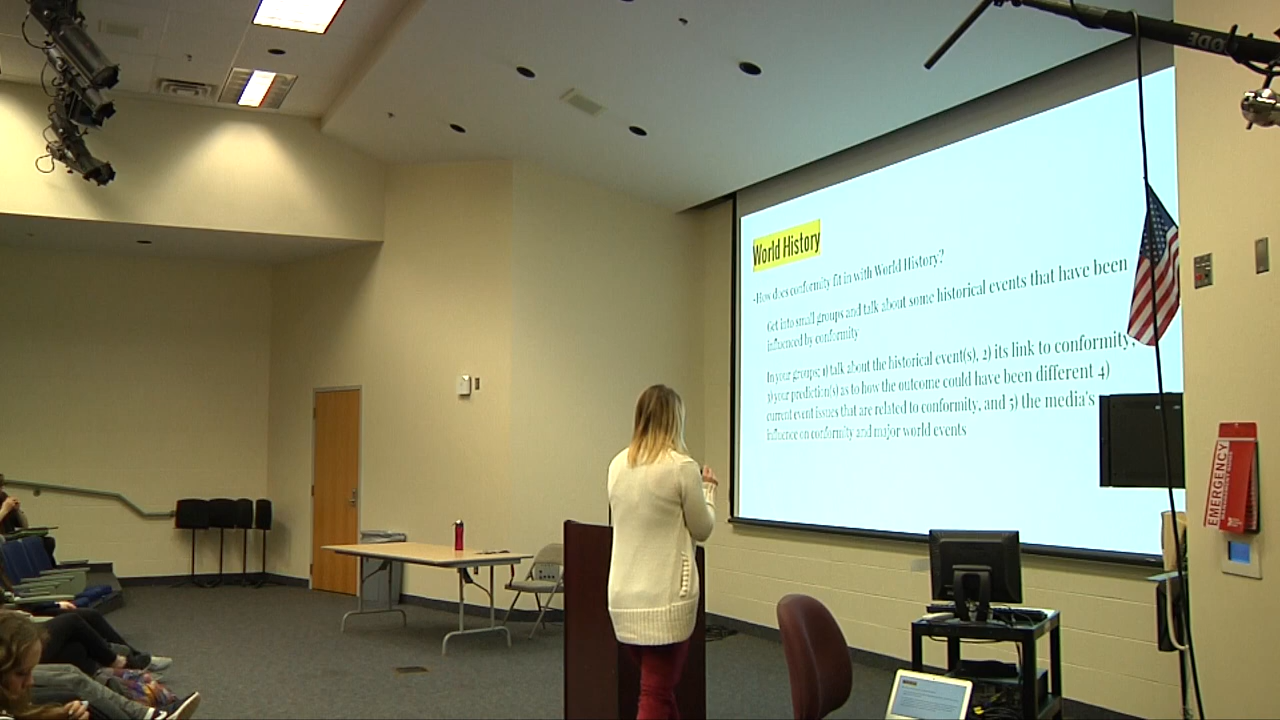 World History
-How does conformity fit in with World History?
Get into small groups and talk about some historical events that have been
influenced by conformity
In your groups; 1) talk about the historical event(s), 2) its link to conformity,
3) your prediction(s) as to how the outcome could have been different 4)
current event issues that are related to conformity, and 5) the media's
influence on conformity and major world events
EMERGENCY